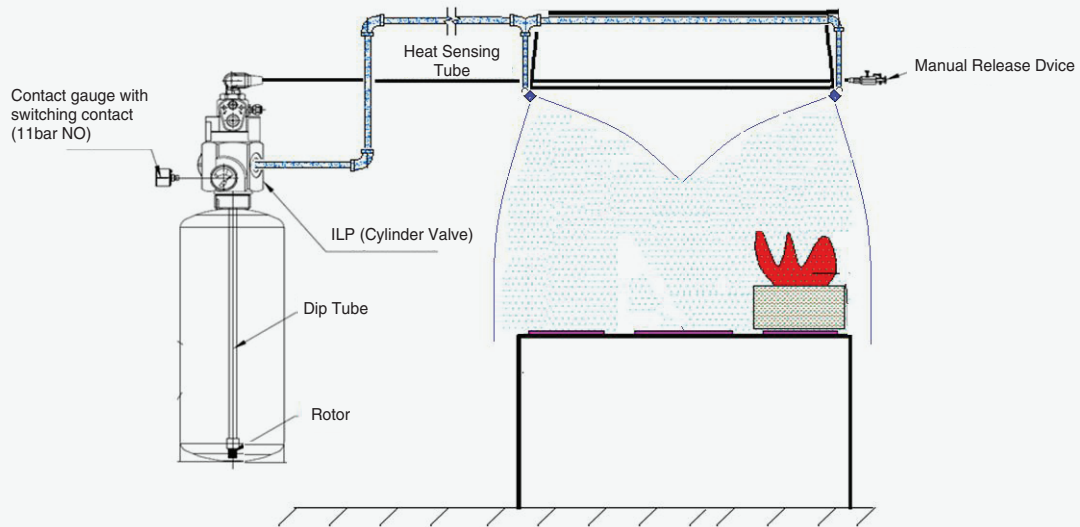 Heat Sensing
Tube
Manual Release Dvice
Contact gauge with
switching contact
(11bar NO)
ILP (Cylinder Valve)
Dip Tube
Rotor